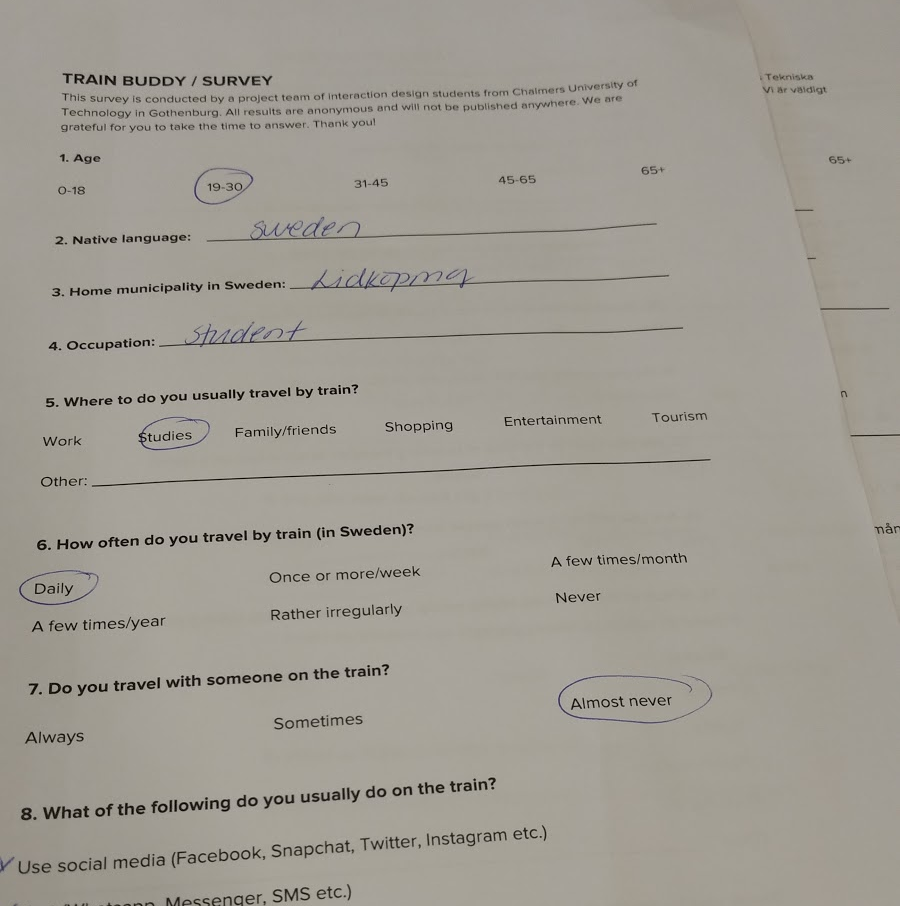 TRAIN BUDDY / SURVEY
This survey is conducted by a project team of interaction design students from Chalmers University of
Technology in Gothenburg. All results are anonymous and will not be published anywhere. We are
grateful for you to take the time to answer. Thank you!
1. Age
0-18 19-30 31-45 45-65 65+
2. Native language: sweden
3. Home municipality in Sweden: Lidkoping
4. Occupation: Student
5. Where to do you usually travel by train?
Work Studies Family/friends Shopping Entertainment Tourism
Other:
6. How often do you travel by train (in Sweden)?
Daily Once or more/week A few times/month
A few times/year Rather irregularly Never
7. Do you travel with someone on the train?
Always Sometimes Almost never
8. What of the following do you usually do on the train?
Use social media (Facebook, Snapchat, Twitter, Instagram etc.)
Messenger, SMS etc.)
Tekniska
Vi är väldigt
65+